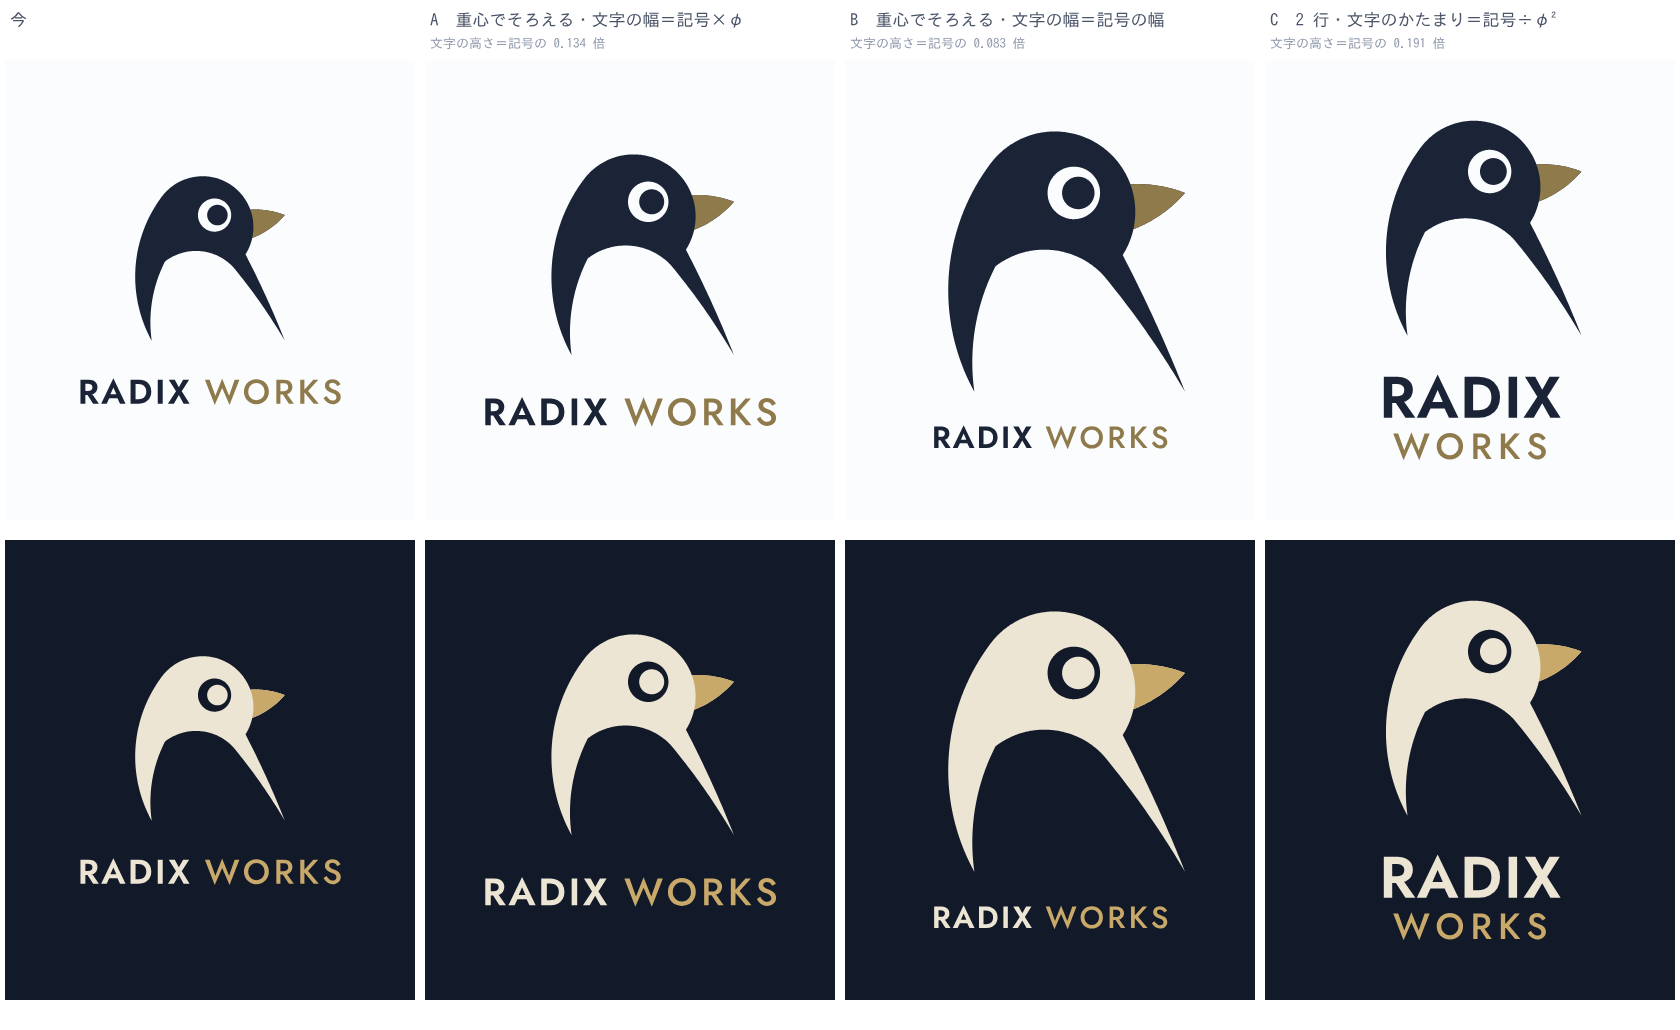 今
A 重心でそろえる・文字の幅＝記号×φ
文字の高さ＝記号の 0.134 倍
B 重心でそろえる・文字の幅＝記号の幅
文字の高さ＝記号の 0.083 倍
C 2 行・文字のかたまり＝記号÷φ²
文字の高さ＝記号の 0.191 倍
RADIX WORKS
RADIX WORKS
RADIX WORKS
RADIX
WORKS
RADIX WORKS
RADIX WORKS
RADIX WORKS
RADIX
WORKS